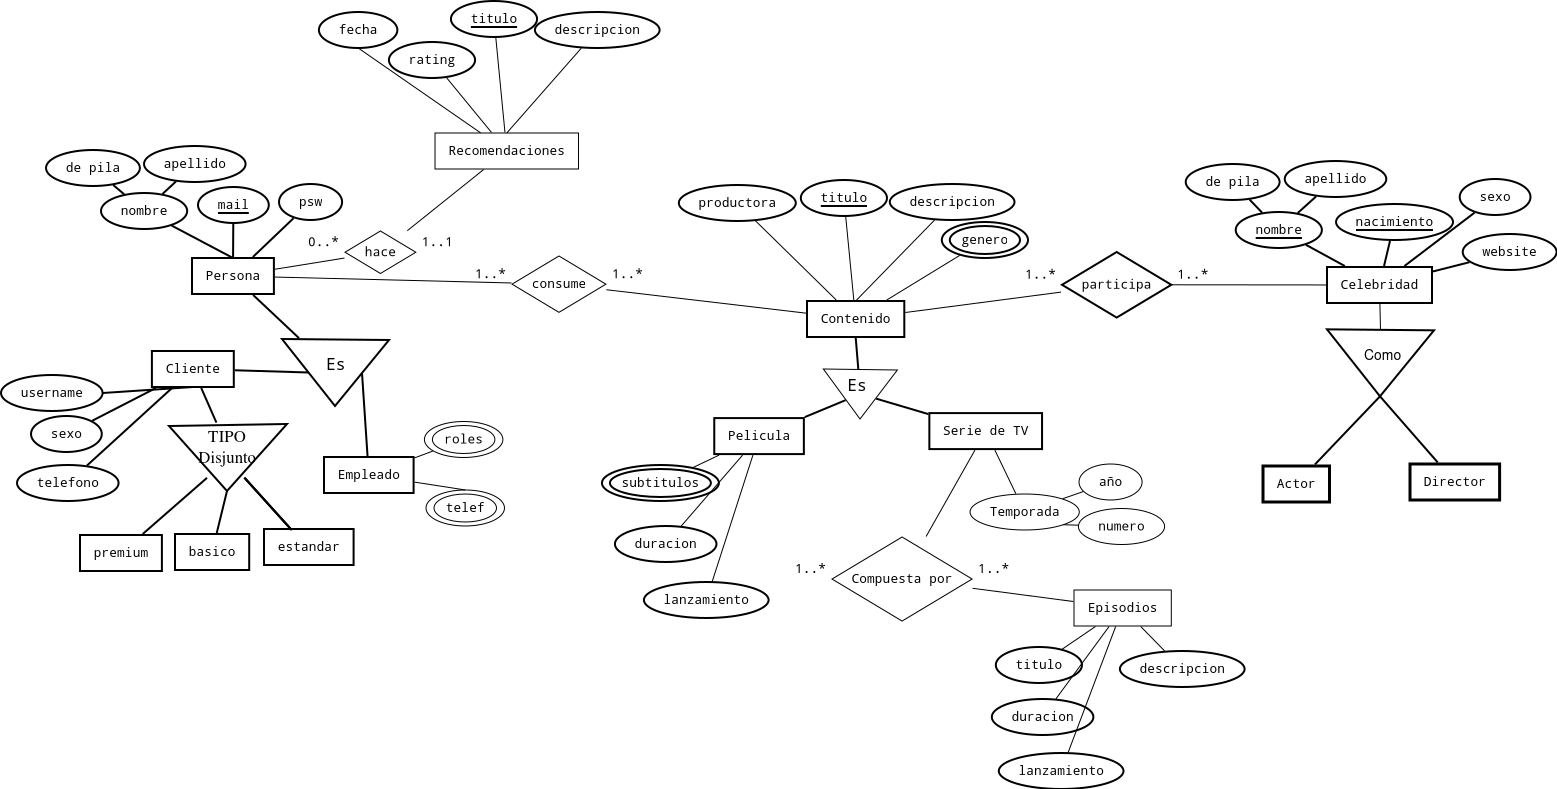 titulo
fecha
descripcion
rating
Recomendaciones
de pila
apellido
nombre
mail
psw
0..*
hace
1..1
Persona
1..*
consume
1..*
productora
titulo
descripcion
genero
Contenido
1..*
participa
1..*
de pila
apellido
sexo
nombre
nacimiento
website
Celebridad
Es
Cliente
username
sexo
telefono
TIPO
Disjunto
Empleado
roles
telef
premium
basico
estandar
Es
Pelicula
Serie de TV
subtitulos
duracion
lanzamiento
Temporada
año
numero
1..*
Compuesta por
1..*
Episodios
titulo
descripcion
duracion
lanzamiento
Como
Actor
Director